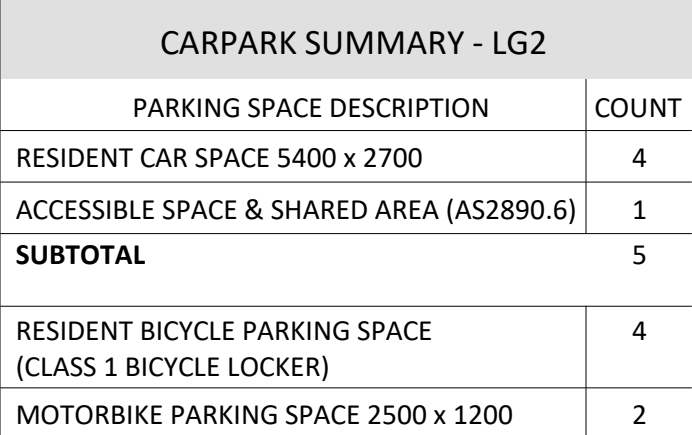 CARPARK SUMMARY - LG2
PARKING SPACE DESCRIPTION COUNT
RESIDENT CAR SPACE 5400 x 2700 4
ACCESSIBLE SPACE & SHARED AREA (AS2890.6) 1
SUBTOTAL 5
RESIDENT BICYCLE PARKING SPACE 4
(CLASS 1 BICYCLE LOCKER)
MOTORBIKE PARKING SPACE 2500 x 1200 2